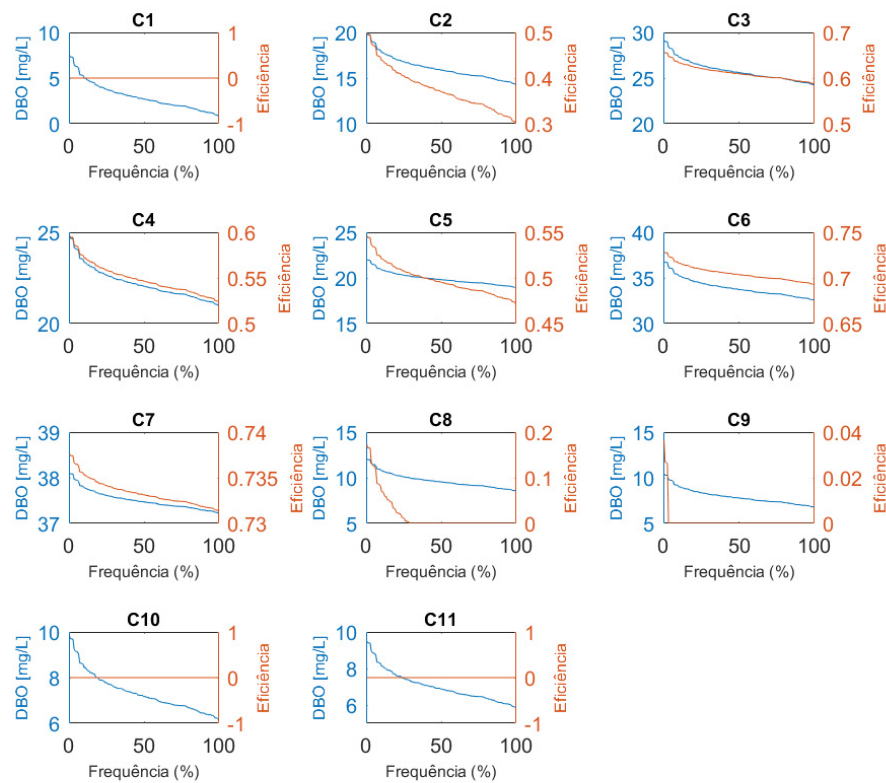 C1 C2 C3
10 1 20 0.5 30 0.7
DBO [mg/L] 5 0 Eficiência DBO [mg/L] 15 0.4 Eficiência DBO [mg/L] 25 0.6 Eficiência
0 -1 10 0.3 20 0.5
0 50 100 0 50 100 0 50 100
Frequência (%) Frequência (%) Frequência (%)
C4 C5 C6
25 0.6 25 0.55 40 0.75
DBO [mg/L] 0.55 Eficiência DBO [mg/L] 20 0.5 Eficiência DBO [mg/L] 35 0.7 Eficiência
20 0.5 15 0.45 30 0.65
0 50 100 0 50 100 0 50 100
Frequência (%) Frequência (%) Frequência (%)
C7 C8 C9
39 0.74 15 0.2 15 0.04
DBO [mg/L] 38 0.735 Eficiência DBO [mg/L] 10 0.1 Eficiência DBO [mg/L] 10 0.02 Eficiência
37 0.73 5 0 5 0
0 50 100 0 50 100 0 50 100
Frequência (%) Frequência (%) Frequência (%)
C10 C11
10 1 10 1
DBO [mg/L] 8 0 Eficiência DBO [mg/L] 8 0 Eficiência
6 -1 6 -1
0 50 100 0 50 100
Frequência (%) Frequência (%)